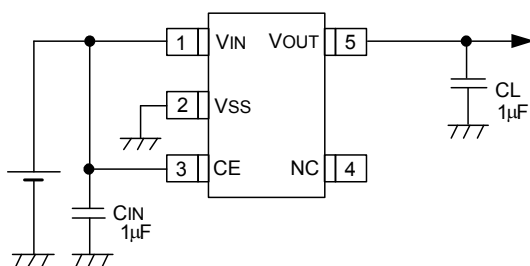 1 VIN VOUT 5
2 VSS
3 CE NC 4
CL
1μF
CIN
1μF